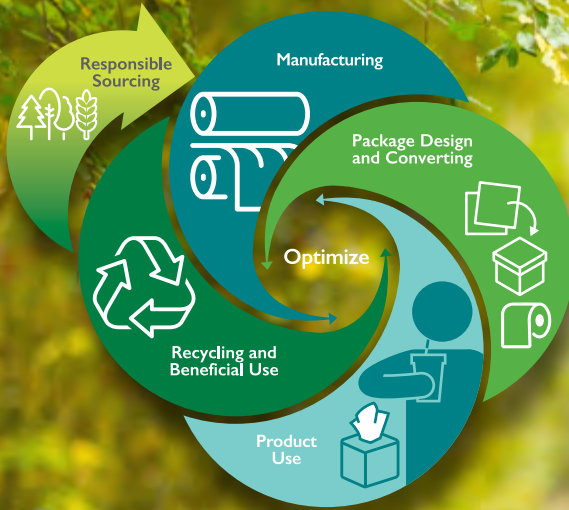 Responsible
Sourcing
Manufacturing
Package Design
and Converting
Optimize
Recycling and
Beneficial Use
Product
Use